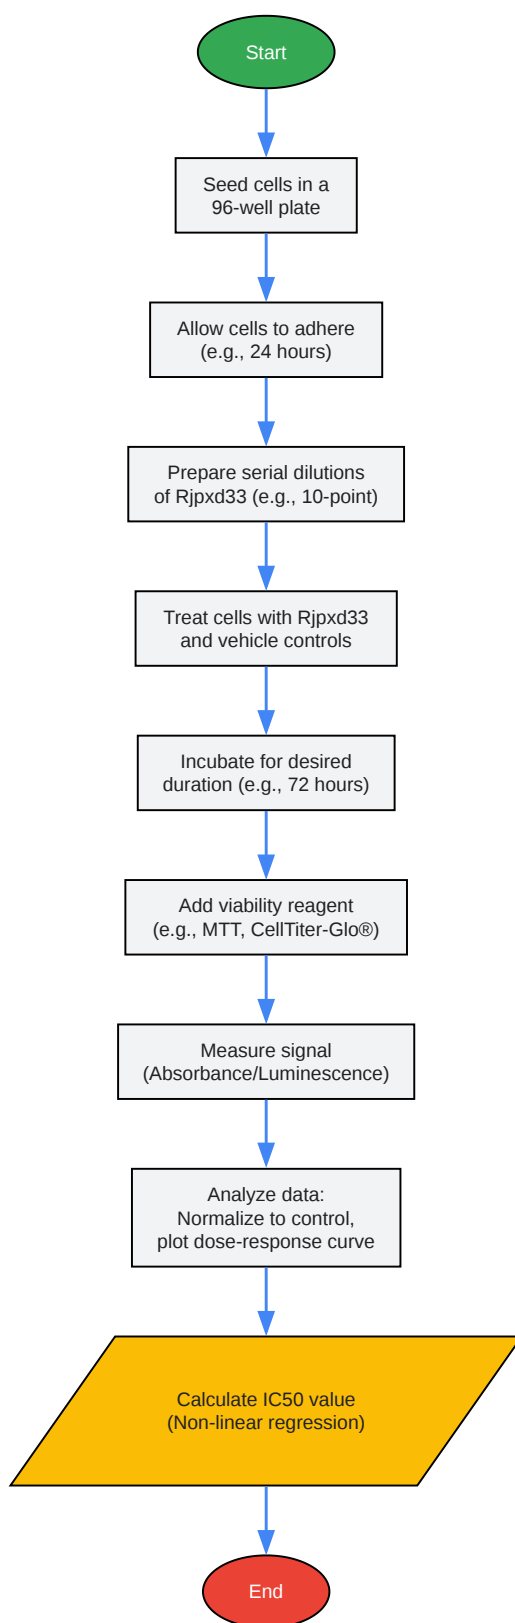 Start
Seed cells in a
96-well plate
Allow cells to adhere
(e.g., 24 hours)
Prepare serial dilutions
of Rjpxd33 (e.g., 10-point)
Treat cells with Rjpxd33
and vehicle controls
Incubate for desired
duration (e.g., 72 hours)
Add viability reagent
(e.g., MTT, CellTiter-Glo®)
Measure signal
(Absorbance/Luminescence)
Analyze data:
Normalize to control,
plot dose-response curve
Calculate IC50 value
(Non-linear regression)
End